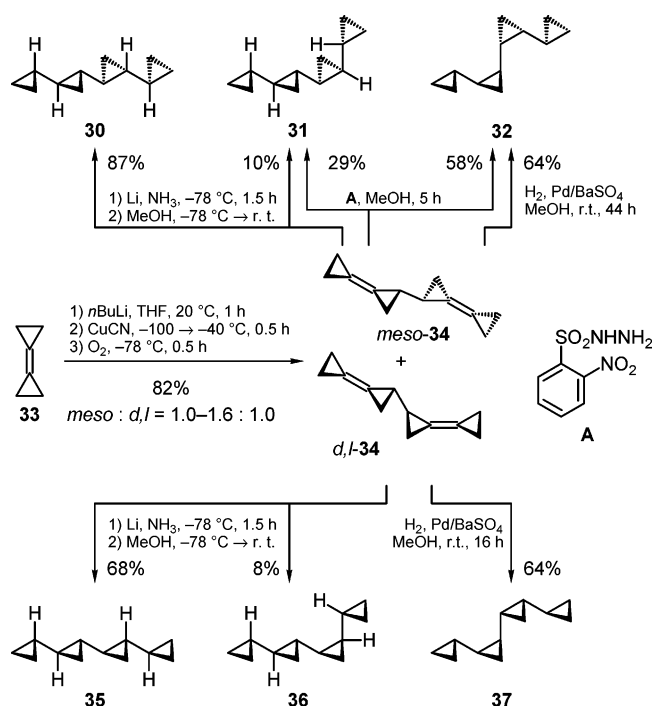 H
H
H
H
H
H
H
H
30
31
32
87%
10%
29%
58%
64%
1) Li, NH₃, –78 °C, 1.5 h
2) MeOH, –78 °C → r. t.
A, MeOH, 5 h
H₂, Pd/BaSO₄
MeOH, r.t., 44 h
meso-34
+
d,l-34
33
1) nBuLi, THF, 20 °C, 1 h
2) CuCN, –100 → –40 °C, 0.5 h
3) O₂, –78 °C, 0.5 h
82%
meso : d,l = 1.0–1.6 : 1.0
SO₂NHNH₂
NO₂
A
1) Li, NH₃, –78 °C, 1.5 h
2) MeOH, –78 °C → r. t.
H₂, Pd/BaSO₄
MeOH, r.t., 16 h
68%
8%
64%
H
H
H
H
H
H
H
H
35
36
37